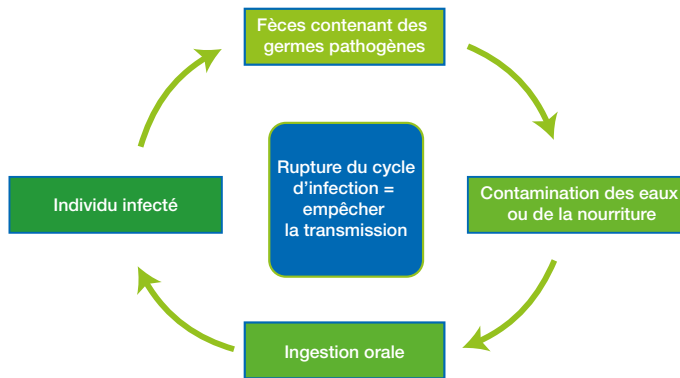 Fèces contenant des
germes pathogènes
Rupture du cycle
d'infection =
empêcher
la transmission
Individu infecté
Contamination des eaux
ou de la nourriture
Ingestion orale